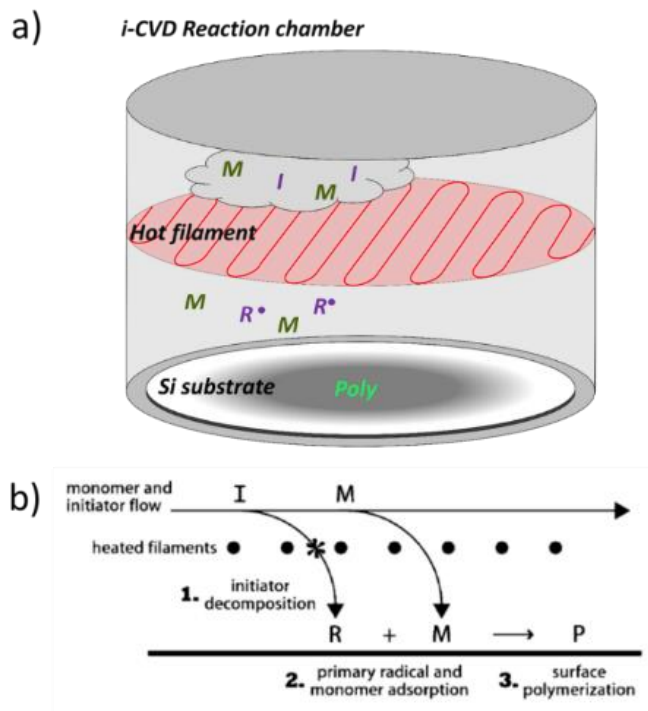 a)
i-CVD Reaction chamber
M I M I
Hot filament
M R• M R•
Si substrate Poly
b)
monomer and
initiator flow
I M
heated filaments
*
1. initiator
decomposition
R + M → P
2. primary radical and
monomer adsorption
3. surface
polymerization